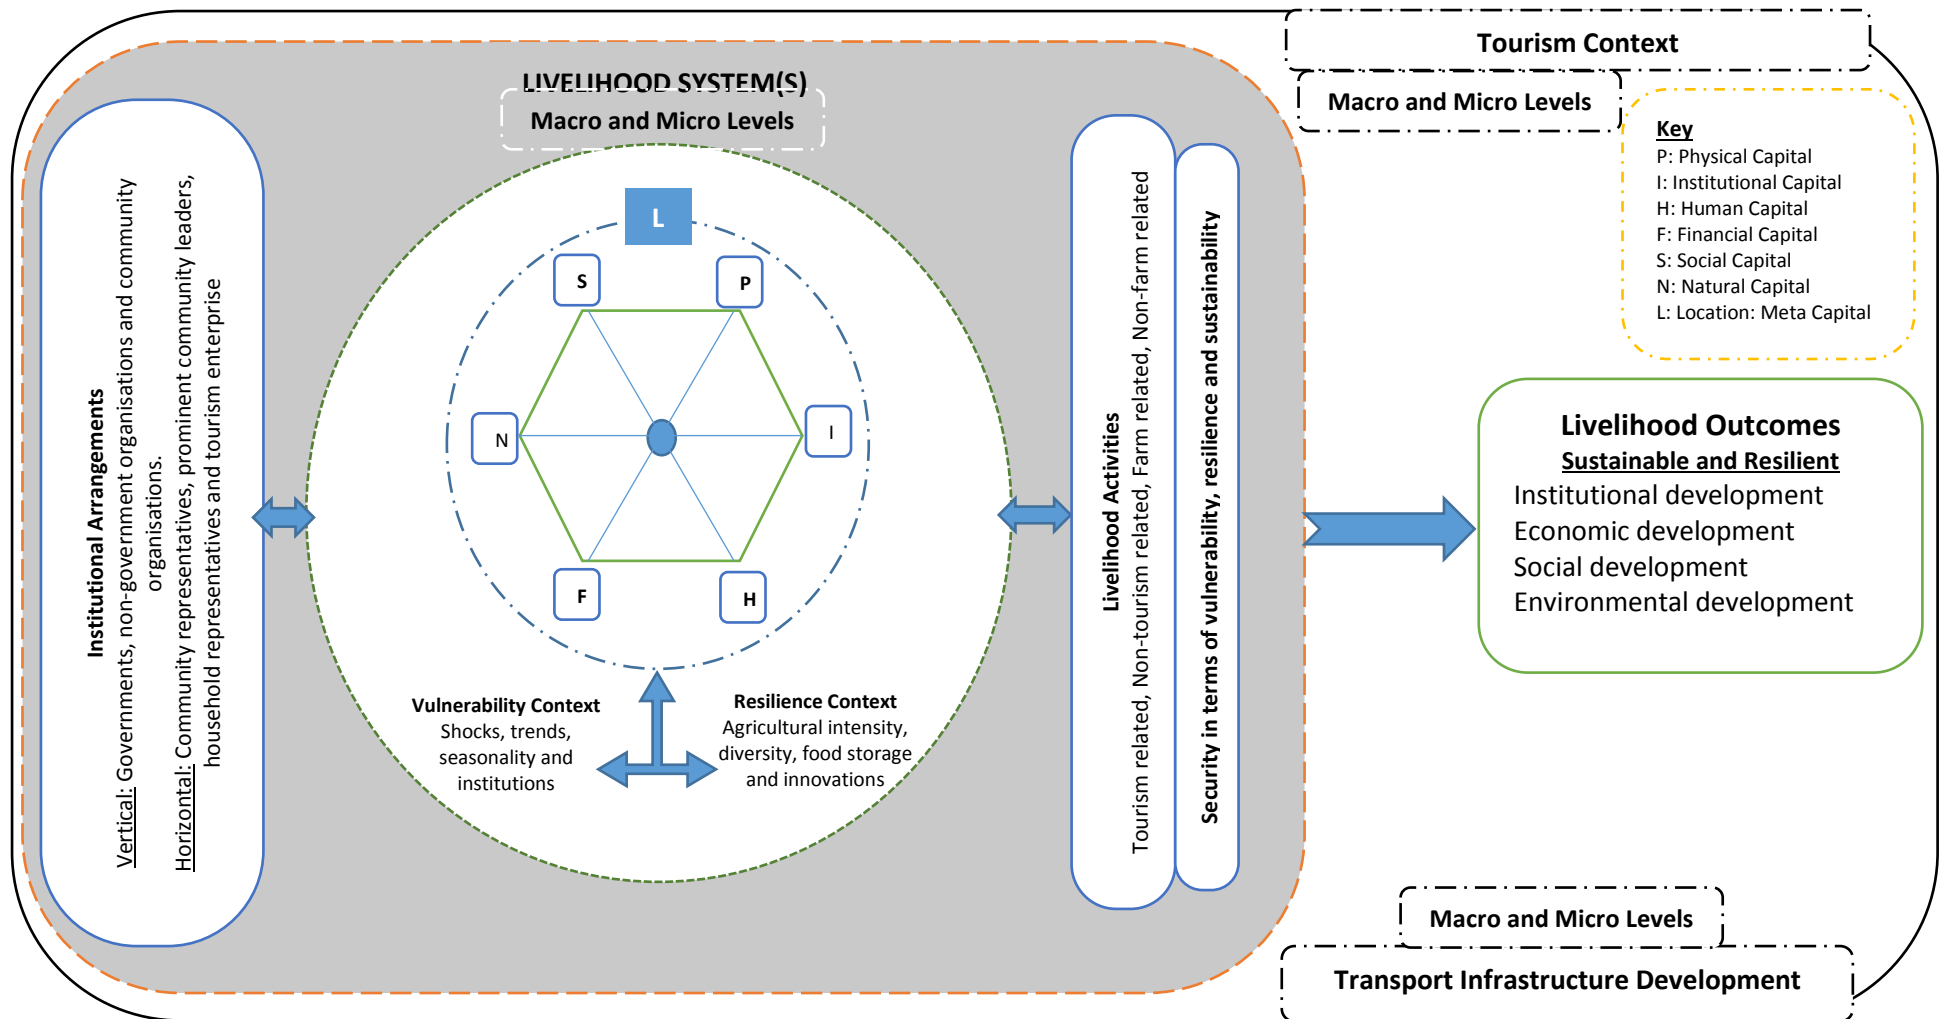 Tourism Context
Macro and Micro Levels
LIVELIHOOD SYSTEM(S)
Macro and Micro Levels
Key
P: Physical Capital
I: Institutional Capital
H: Human Capital
F: Financial Capital
S: Social Capital
N: Natural Capital
L: Location: Meta Capital
Institutional Arrangements
Vertical: Governments, non-government organisations and community
organisations.
Horizontal: Community representatives, prominent community leaders,
household representatives and tourism enterprise
L
S
P
N
I
F
H
Vulnerability Context
Shocks, trends,
seasonality and
institutions
Resilience Context
Agricultural intensity,
diversity, food storage
and innovations
Livelihood Activities
Tourism related, Non-tourism related, Farm related, Non-farm related
Security in terms of vulnerability, resilience and sustainability
Livelihood Outcomes
Sustainable and Resilient
Institutional development
Economic development
Social development
Environmental development
Macro and Micro Levels
Transport Infrastructure Development